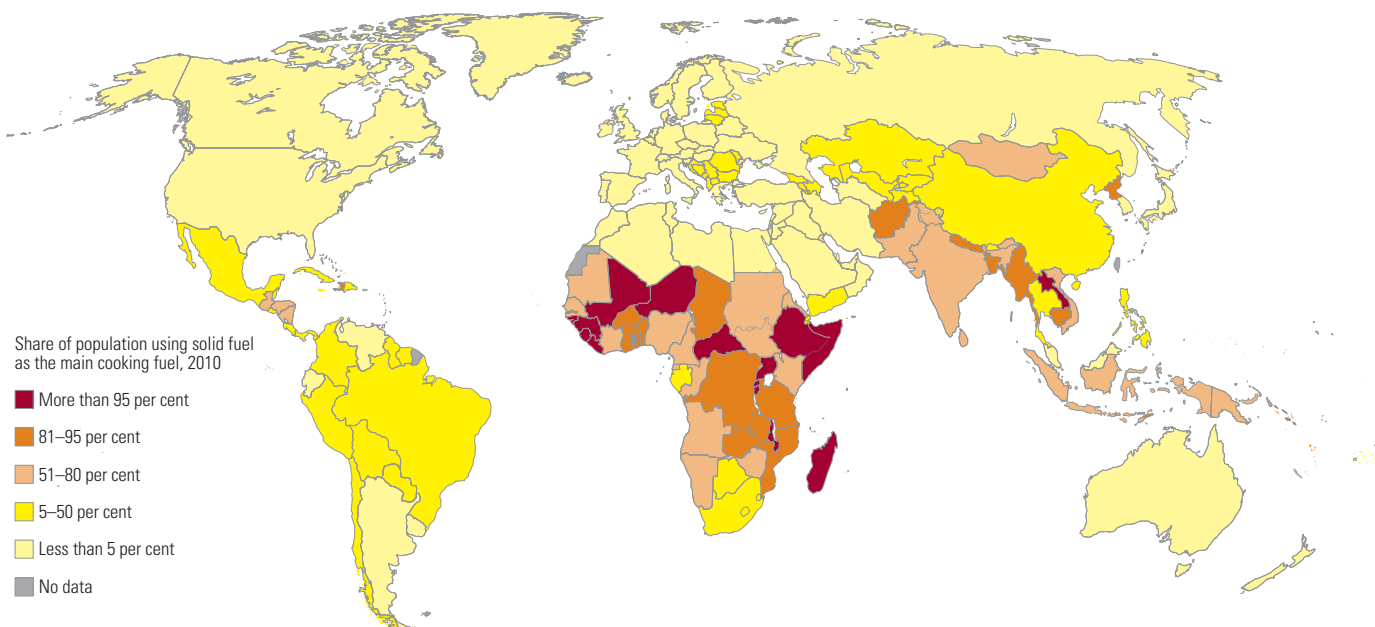 Share of population using solid fuel
as the main cooking fuel, 2010
More than 95 per cent
81–95 per cent
51–80 per cent
5–50 per cent
Less than 5 per cent
No data